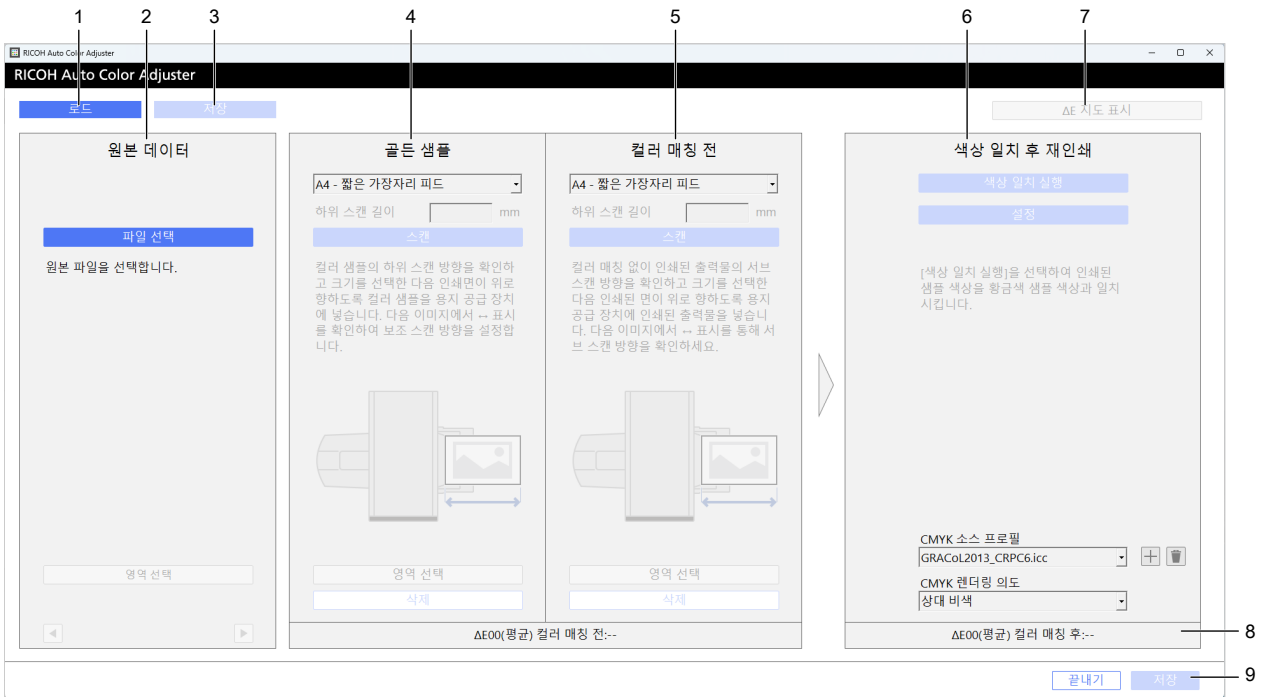 1 2 3 4 5 6 7
RICOH Auto Color Adjuster
RICOH Auto Color Adjuster
로드 저장 ΔE 지도 표시
원본 데이터
파일 선택
원본 파일을 선택합니다.
영역 선택
골든 샘플
A4 - 짧은 가장자리 피드
하위 스캔 길이 mm
스캔
컬러 샘플의 하위 스캔 방향을 확인하
고 크기를 선택한 다음 인쇄면이 위로
향하도록 컬러 샘플을 용지 공급 장치
에 넣습니다. 다음 이미지에서 ↔ 표시
를 확인하여 보조 스캔 방향을 설정합
니다.
영역 선택
삭제
컬러 매칭 전
A4 - 짧은 가장자리 피드
하위 스캔 길이 mm
스캔
컬러 매칭 없이 인쇄된 출력물의 서브
스캔 방향을 확인하고 크기를 선택한
다음 인쇄된 면이 위로 향하도록 용지
공급 장치에 인쇄된 출력물을 넣습니
다. 다음 이미지에서 ↔ 표시를 통해 서
브 스캔 방향을 확인하세요.
영역 선택
삭제
ΔE00(평균) 컬러 매칭 전:--
색상 일치 후 재인쇄
색상 일치 실행
설정
[색상 일치 실행]을 선택하여 인쇄된
샘플 색상을 황금색 샘플 색상과 일치
시킵니다.
CMYK 소스 프로필
GRACoL2013_CRPC6.icc
CMYK 렌더링 의도
상대 비색
ΔE00(평균) 컬러 매칭 후:-- 8
끝내기 저장 9